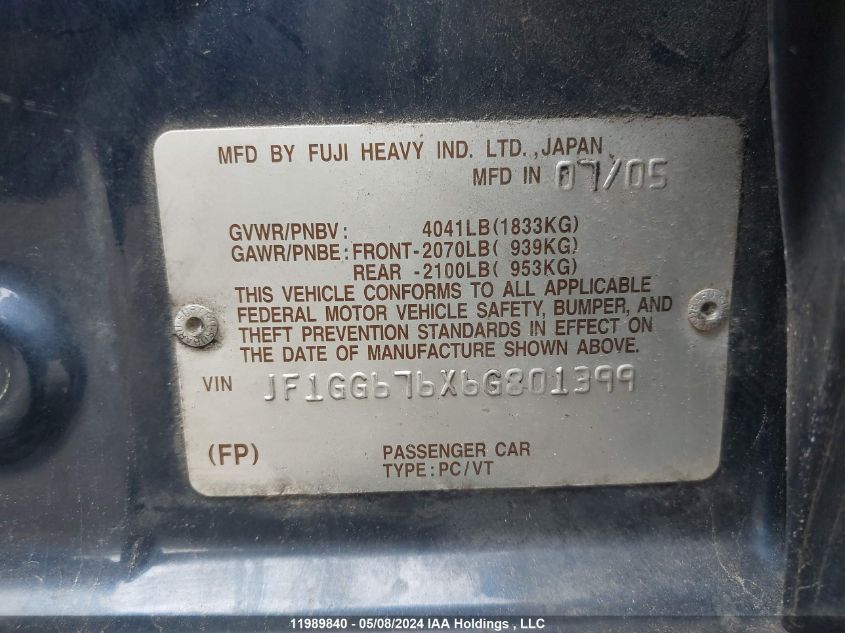 MFD BY FUJI HEAVY IND. LTD.,JAPAN
MFD IN 07/05
GVWR/PNBV: 4041LB(1833KG)
GAWR/PNBE:FRONT-2070LB( 939KG)
REAR -2100LB( 953KG)
THIS VEHICLE CONFORMS TO ALL APPLICABLE
FEDERAL MOTOR VEHICLE SAFETY, BUMPER, AND
THEFT PREVENTION STANDARDS IN EFFECT ON
THE DATE OF MANUFACTURE SHOWN ABOVE.
VIN JF1GG676X6G801399
(FP) PASSENGER CAR
TYPE:PC/VT
11989840 - 05/08/2024 IAA Holdings , LLC